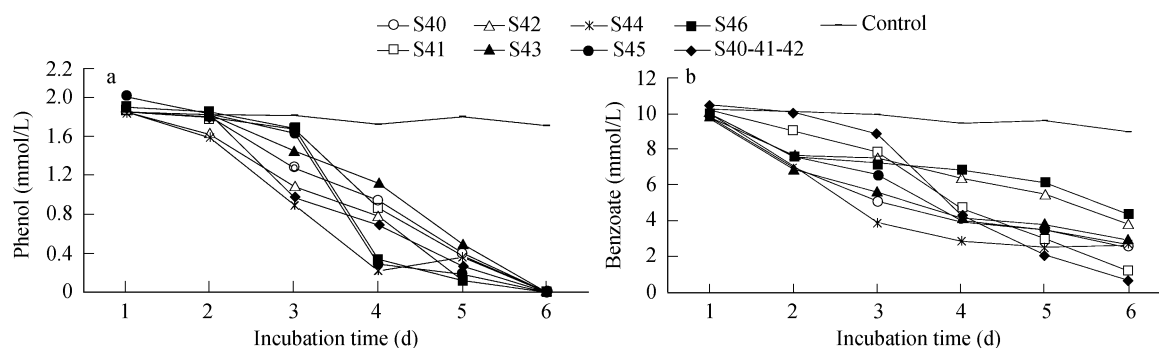 S40 S42 S44 S46 Control
S41 S43 S45 S40-41-42
a
2.2
2.0
1.6
1.2
0.8
0.4
0
Phenol (mmol/L)
1 2 3 4 5 6
Incubation time (d)
b
12
10
8
6
4
2
0
Benzoate (mmol/L)
1 2 3 4 5 6
Incubation time (d)